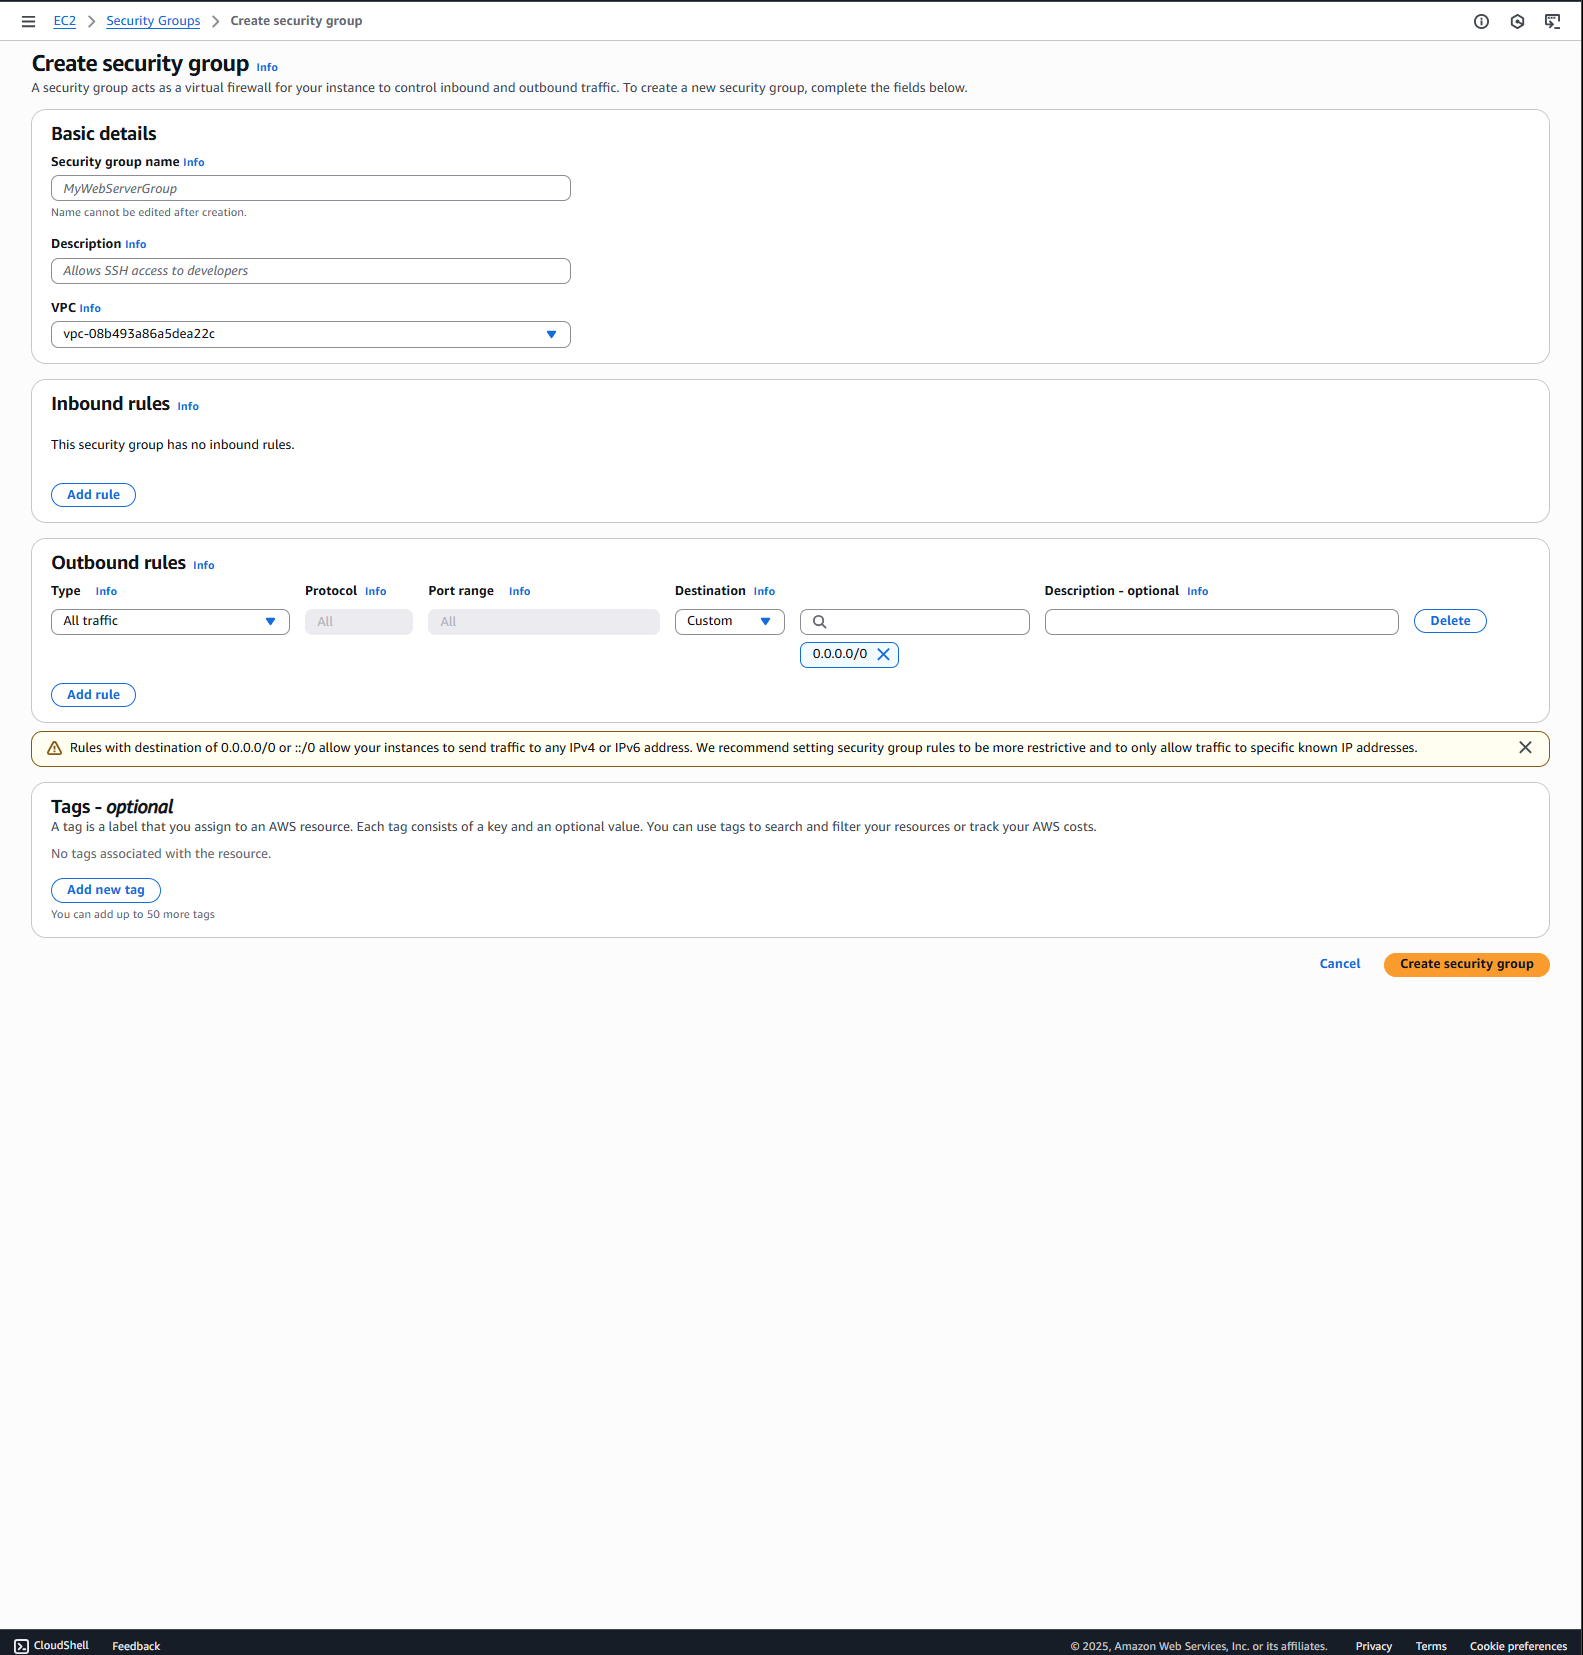 EC2 > Security Groups > Create security group
Create security group Info
A security group acts as a virtual firewall for your instance to control inbound and outbound traffic. To create a new security group, complete the fields below.
Basic details
Security group name Info
MyWebServerGroup
Name cannot be edited after creation.
Description Info
Allows SSH access to developers
VPC Info
vpc-08b493a86a5dea22c
Inbound rules Info
This security group has no inbound rules.
Add rule
Outbound rules Info
Type Info Protocol Info Port range Info Destination Info Description - optional Info
All traffic All All Custom Delete
0.0.0.0/0
Add rule
Rules with destination of 0.0.0.0/0 or ::/0 allow your instances to send traffic to any IPv4 or IPv6 address. We recommend setting security group rules to be more restrictive and to only allow traffic to specific known IP addresses.
Tags - optional
A tag is a label that you assign to an AWS resource. Each tag consists of a key and an optional value. You can use tags to search and filter your resources or track your AWS costs.
No tags associated with the resource.
Add new tag
You can add up to 50 more tags
Cancel Create security group
CloudShell Feedback © 2025, Amazon Web Services, Inc. or its affiliates. Privacy Terms Cookie preferences